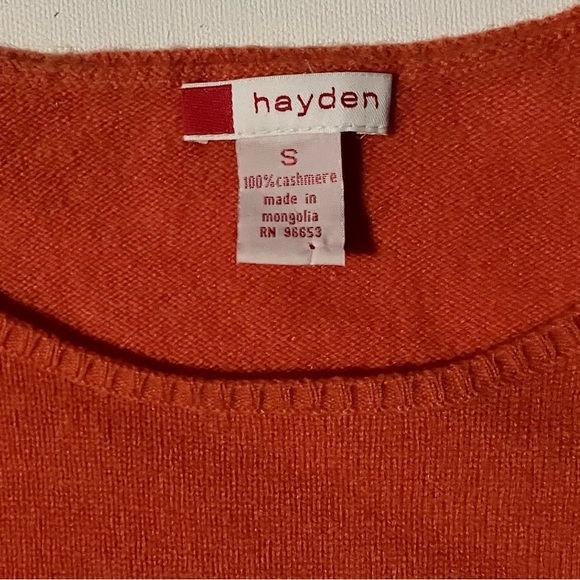 hayden
S
100%cashmere
made in
mongolia
RN 96653